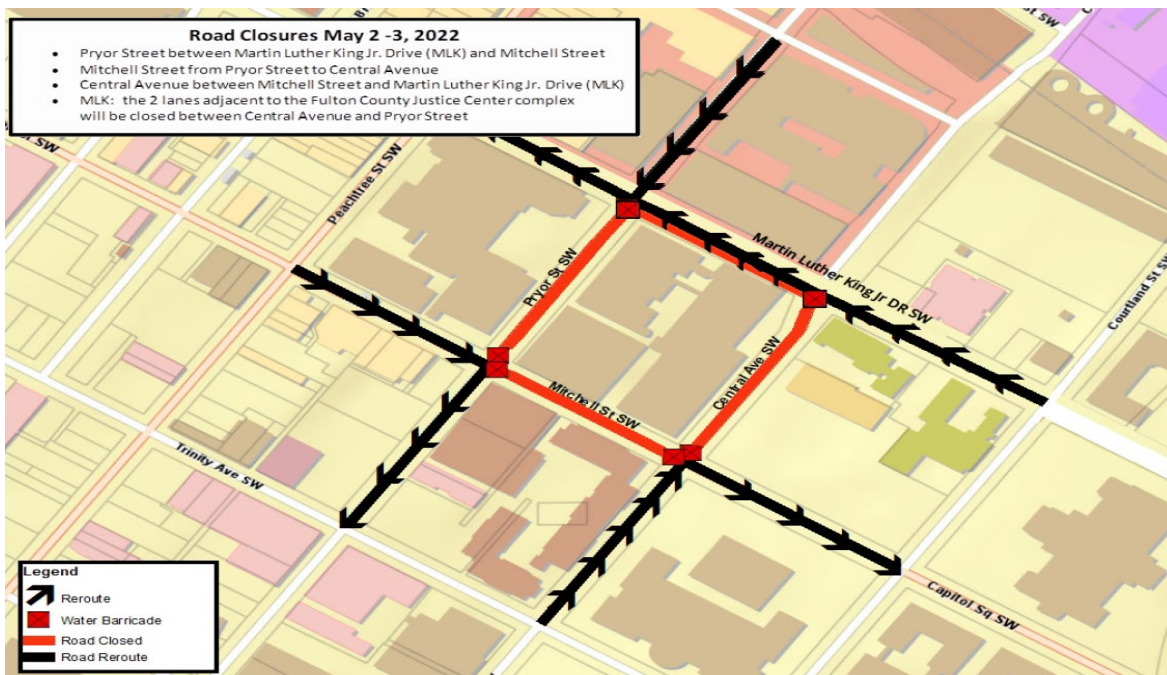 Road Closures May 2 -3, 2022
• Pryor Street between Martin Luther King Jr. Drive (MLK) and Mitchell Street
• Mitchell Street from Pryor Street to Central Avenue
• Central Avenue between Mitchell Street and Martin Luther King Jr. Drive (MLK)
• MLK: the 2 lanes adjacent to the Fulton County Justice Center complex
will be closed between Central Avenue and Pryor Street
SW
Peachtree St SW
Pryor St SW
Martin Luther King Jr DR SW
Courtland St SW
Central Ave SW
Mitchell St SW
Trinity Ave SW
Capitol Sq SW
Legend
Reroute
Water Barricade
Road Closed
Road Reroute